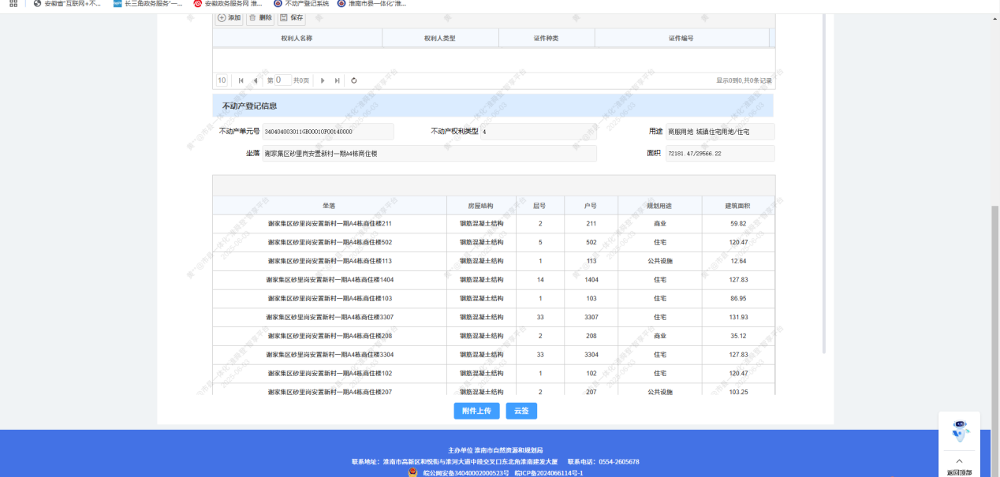 安徽省"互联网+不... 长三角政务服务"一... 安徽政务服务网 淮... 不动产登记系统 淮南市县一体化"淮...
添加 删除 保存
权利人名称 权利人类型 证件种类 证件编号
10 第 0 共0页 显示0到0,共0条记录
不动产登记信息
不动产单元号 340404003011GB00010F00140000 不动产权利类型 4 用途 商服用地 城镇住宅用地/住宅
坐落 谢家集区砂里岗安置新村一期A4栋商住楼 面积 72181.47/29566.22
坐落 房屋结构 层号 户号 规划用途 建筑面积
谢家集区砂里岗安置新村一期A4栋商住楼211 钢筋混凝土结构 2 211 商业 59.82
谢家集区砂里岗安置新村一期A4栋商住楼502 钢筋混凝土结构 5 502 住宅 120.47
谢家集区砂里岗安置新村一期A4栋商住楼113 钢筋混凝土结构 1 113 公共设施 12.64
谢家集区砂里岗安置新村一期A4栋商住楼1404 钢筋混凝土结构 14 1404 住宅 127.83
谢家集区砂里岗安置新村一期A4栋商住楼103 钢筋混凝土结构 1 103 住宅 86.95
谢家集区砂里岗安置新村一期A4栋商住楼3307 钢筋混凝土结构 33 3307 住宅 131.93
谢家集区砂里岗安置新村一期A4栋商住楼208 钢筋混凝土结构 2 208 商业 35.12
谢家集区砂里岗安置新村一期A4栋商住楼3304 钢筋混凝土结构 33 3304 住宅 127.83
谢家集区砂里岗安置新村一期A4栋商住楼102 钢筋混凝土结构 1 102 住宅 120.47
谢家集区砂里岗安置新村一期A4栋商住楼207 钢筋混凝土结构 2 207 公共设施 103.25
附件上传 云签
主办单位 淮南市自然资源和规划局
联系地址：淮南市高新区和悦街与淮河大道中段交叉口东北角淮南建发大厦 联系电话：0554-2605678
皖公网安备34040002000523号 皖ICP备2024066114号-1
返回顶部